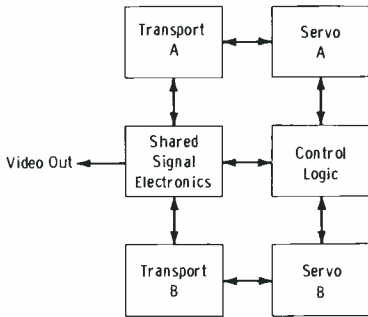 Transport
A
Servo
A
Video Out
Shared
Signal
Electronics
Control
Logic
Transport
B
Servo
B